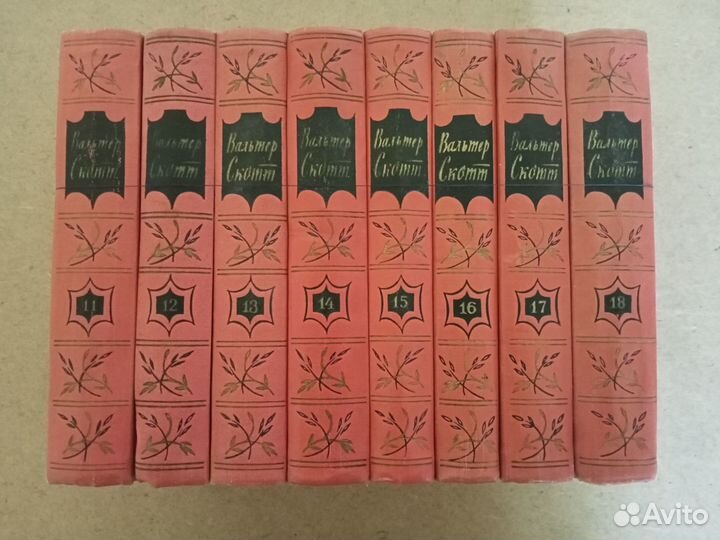 Вальтер
Скотт
11
Вальтер
Скотт
12
Вальтер
Скотт
13
Вальтер
Скотт
14
Вальтер
Скотт
15
Вальтер
Скотт
16
Вальтер
Скотт
17
Вальтер
Скотт
18
Avito